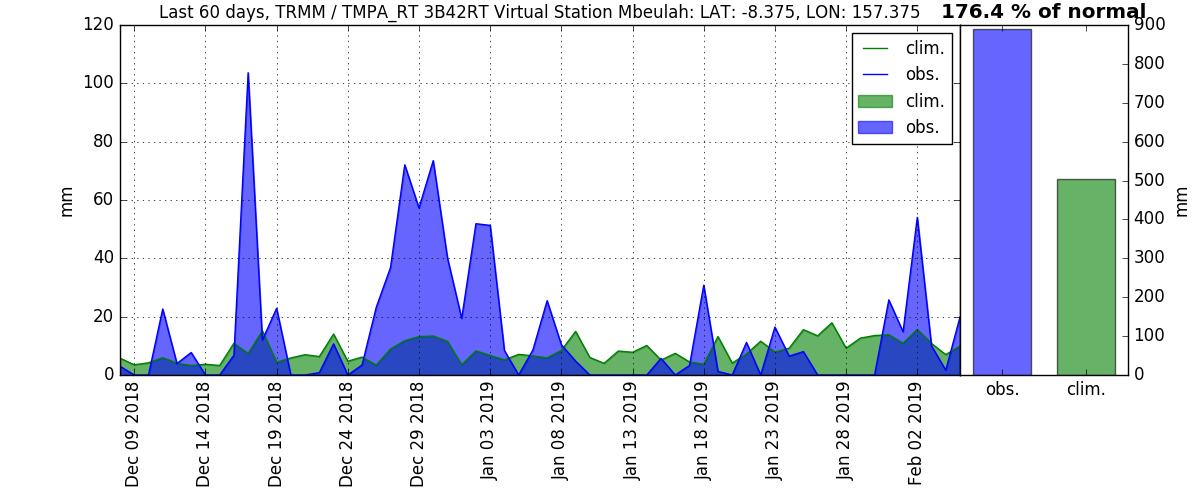 Last 60 days, TRMM / TMPA_RT 3B42RT Virtual Station Mbeulah: LAT: -8.375, LON: 157.375
176.4 % of normal
120
100
80
60
40
20
0
mm
clim.
obs.
clim.
obs.
900
800
700
600
500
400
300
200
100
0
mm
Dec 09 2018
Dec 14 2018
Dec 19 2018
Dec 24 2018
Dec 29 2018
Jan 03 2019
Jan 08 2019
Jan 13 2019
Jan 18 2019
Jan 23 2019
Jan 28 2019
Feb 02 2019
obs.
clim.